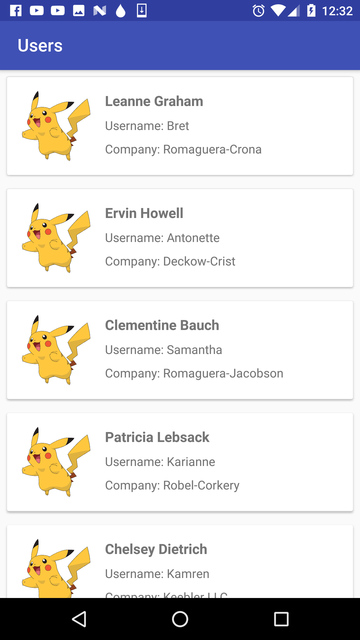 12:32
Users
Leanne Graham
Username: Bret
Company: Romaguera-Crona
Ervin Howell
Username: Antonette
Company: Deckow-Crist
Clementine Bauch
Username: Samantha
Company: Romaguera-Jacobson
Patricia Lebsack
Username: Karianne
Company: Robel-Corkery
Chelsey Dietrich
Username: Kamren
Company: Keebler LLC